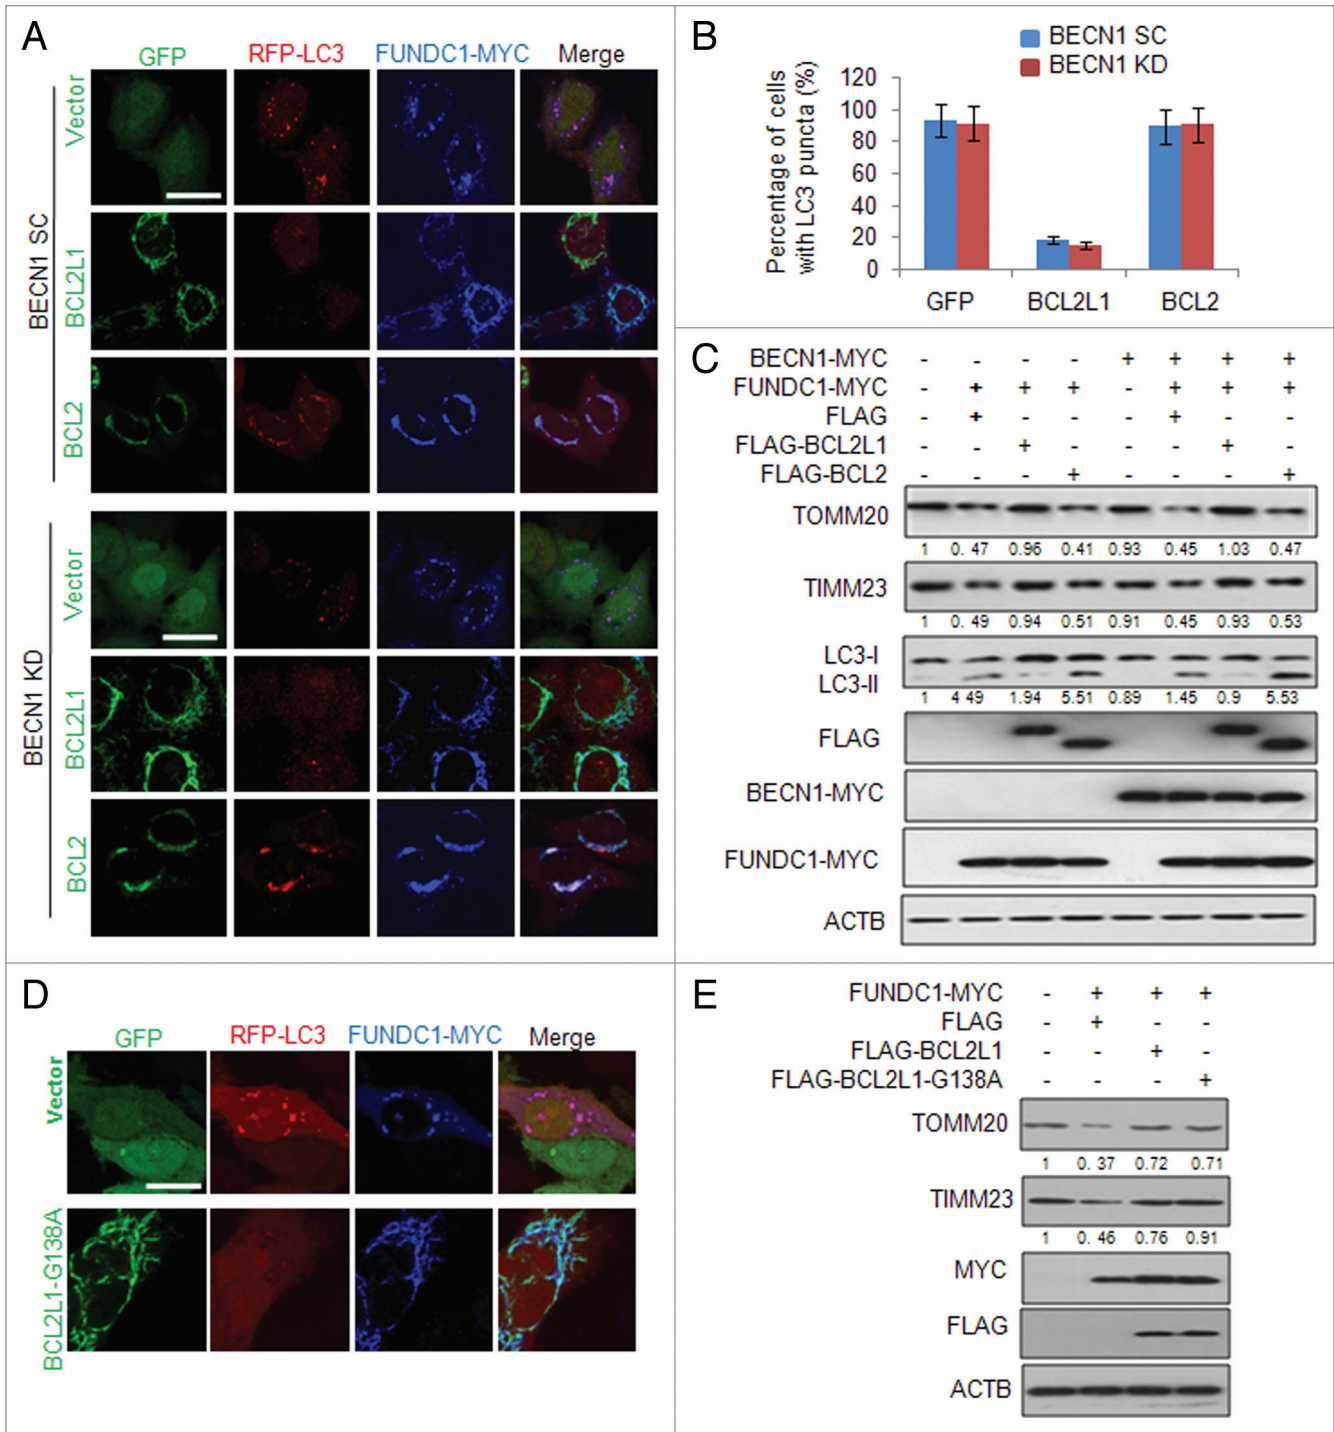 A
GFP RFP-LC3 FUNDC1-MYC Merge
BECN1 SC
Vector
BCL2L1
BCL2
BECN1 KD
Vector
BCL2L1
BCL2
B
BECN1 SC
BECN1 KD
Percentage of cells
with LC3 puncta (%)
120
100
80
60
40
20
0
GFP BCL2L1 BCL2
C
BECN1-MYC - - - - + + + +
FUNDC1-MYC - + + + - + + +
FLAG - + - - - + - -
FLAG-BCL2L1 - - + - - - + -
FLAG-BCL2 - - - + - - - +
TOMM20
1 0. 47 0.96 0.41 0.93 0.45 1.03 0.47
TIMM23
1 0. 49 0.94 0.51 0.91 0.45 0.93 0.53
LC3-I
LC3-II
1 4 49 1.94 5.51 0.89 1.45 0.9 5.53
FLAG
BECN1-MYC
FUNDC1-MYC
ACTB
D
GFP RFP-LC3 FUNDC1-MYC Merge
Vector
BCL2L1-G138A
E
FUNDC1-MYC - + + +
FLAG - + - -
FLAG-BCL2L1 - - + -
FLAG-BCL2L1-G138A - - - +
TOMM20
1 0. 37 0.72 0.71
TIMM23
1 0. 46 0.76 0.91
MYC
FLAG
ACTB